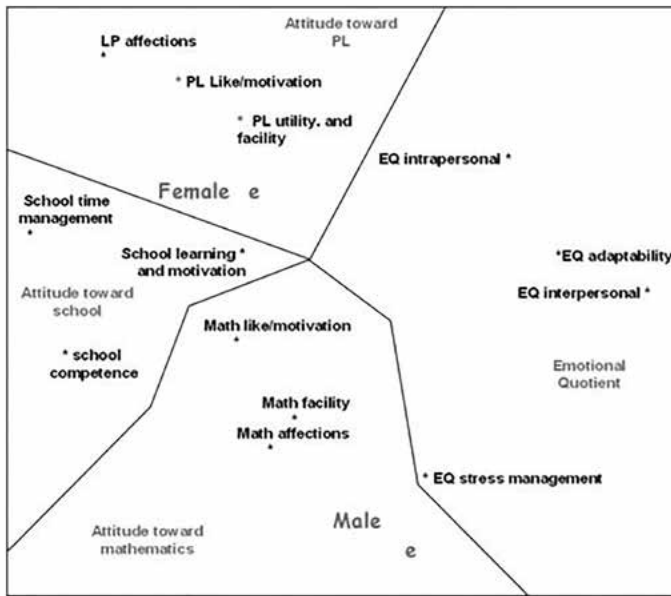 Attitude toward
PL
LP affections
*
* PL Like/motivation
* PL utility. and
facility
EQ intrapersonal *
Female e
School time
management
*
School learning *
and motivation
*EQ adaptability
EQ interpersonal *
Attitude toward
school
Math like/motivation
*
* school
competence
Emotional
Quotient
Math facility
*
Math affections
*
* EQ stress management
Attitude toward
mathematics
Male
e